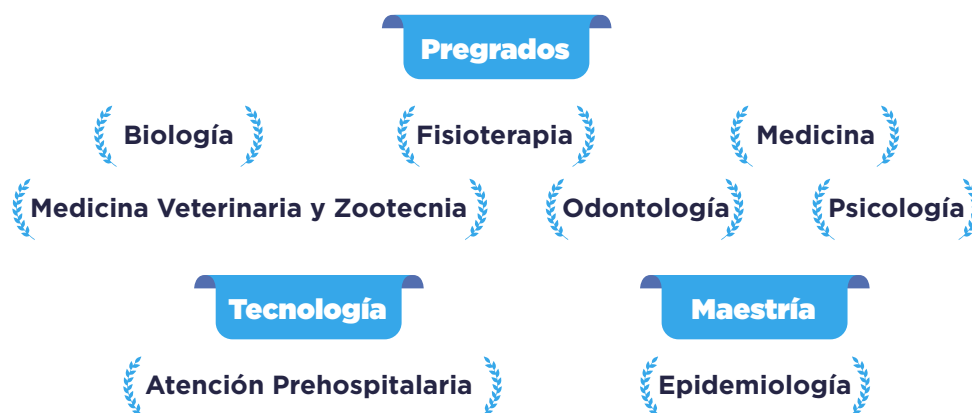 Pregrados
Biología
Fisioterapia
Medicina
Medicina Veterinaria y Zootecnia
Odontología
Psicología
Tecnología
Maestría
Atención Prehospitalaria
Epidemiología